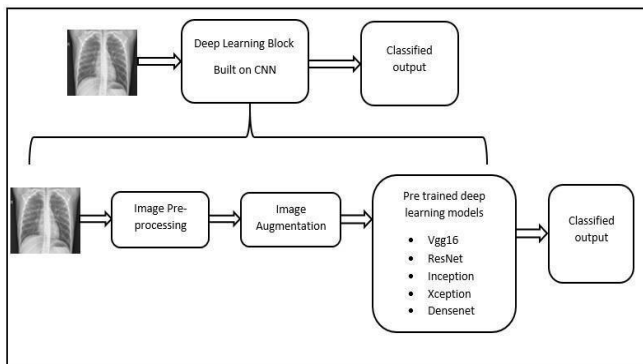 Deep Learning Block
Built on CNN
Classified
output
Image Pre-
processing
Image
Augmentation
Pre trained deep
learning models
• Vgg16
• ResNet
• Inception
• Xception
• Densenet
Classified
output